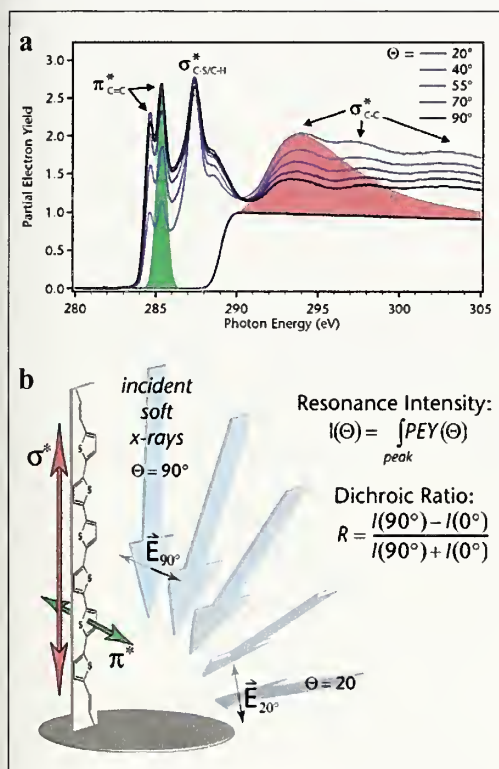 a
3.0
2.5
2.0
1.5
1.0
0.5
0.0
Partial Electron Yield
π*C=C
σ*C-S/C-H
σ*C-C
Θ = 20°
40°
55°
70°
90°
280 285 290 295 300 305
Photon Energy (eV)
b
incident
soft
x-rays
Θ = 90°
σ*
π*
E⃗90°
E⃗20°
Θ = 20
S
S
S
S
S
S
Resonance Intensity:
I(Θ) = ∫PEY(Θ)
peak
Dichroic Ratio:
R = I(90°) – I(0°)
I(90°) + I(0°)